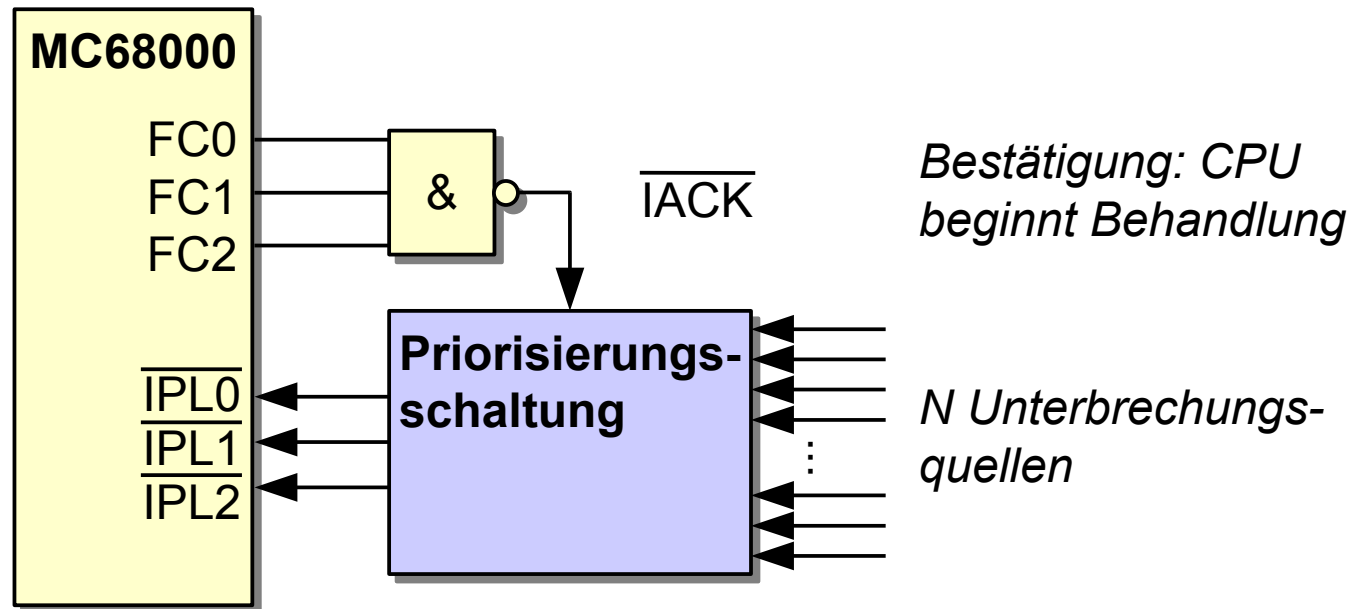 MC68000
FC0
FC1
FC2
&
IACK
Bestätigung: CPU
beginnt Behandlung
IPL0
IPL1
IPL2
Priorisierungs-
schaltung
N Unterbrechungs-
quellen
...